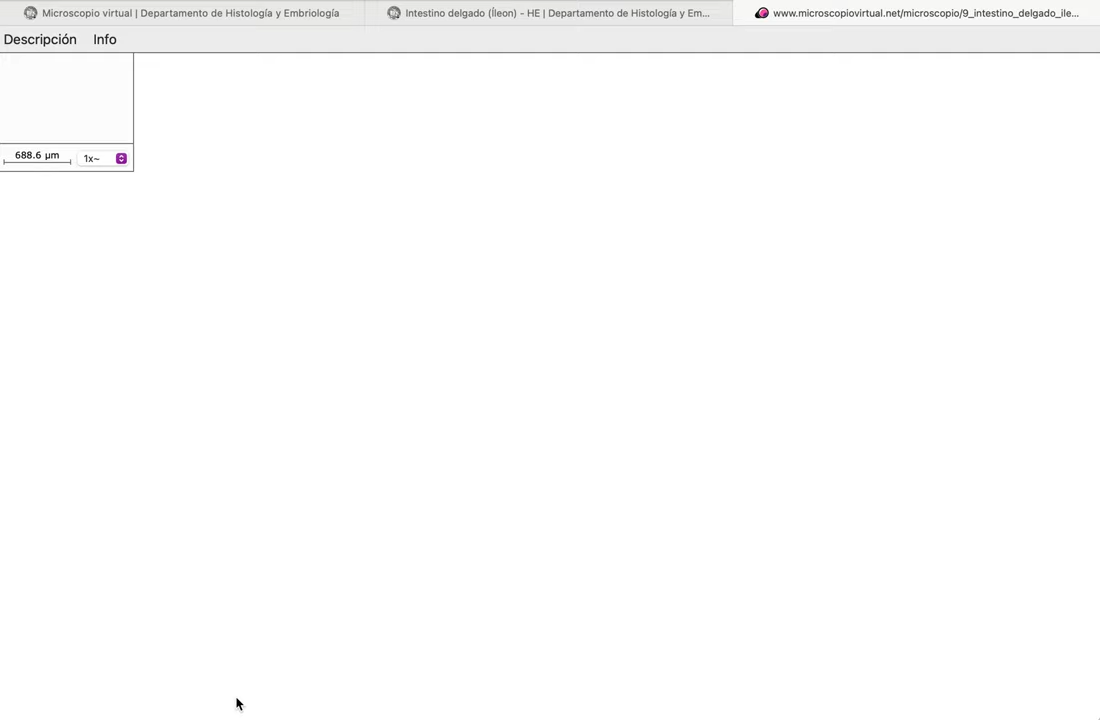 Microscopio virtual | Departamento de Histología y Embriología
Intestino delgado (Íleon) - HE | Departamento de Histología y Em...
www.microscopiovirtual.net/microscopio/9_intestino_delgado_ile...
Descripción Info
688.6 µm 1x~